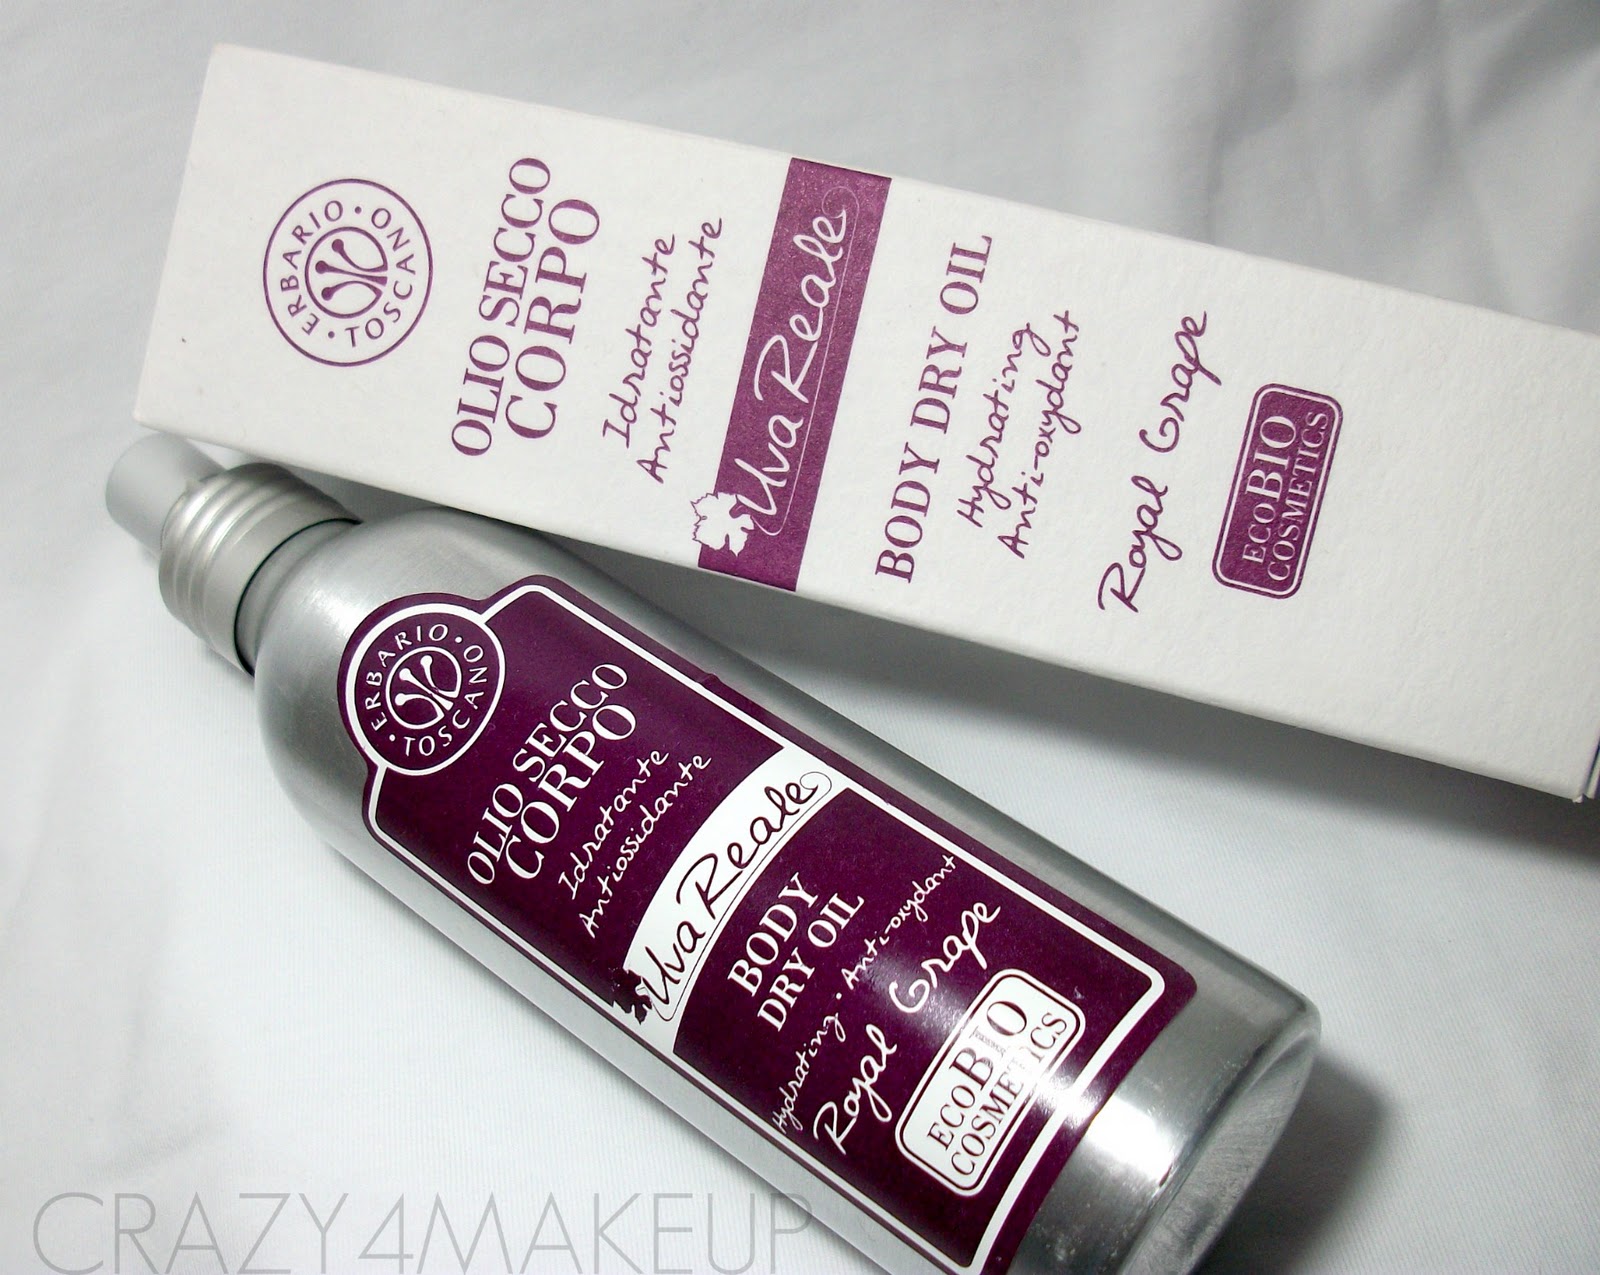 ERBARIO • TOSCANO •
OLIO SECCO
CORPO
Idratante
Antiossidante
Uva Reale
BODY DRY OIL
Hydrating
Anti-oxydant
Royal Grape
ECOBIO
COSMETICS
ERBARIO • TOSCANO •
OLIO SECCO
CORPO
Idratante
Antiossidante
Uva Reale
BODY
DRY OIL
Hydrating • Anti-oxydant
Royal Grape
ECOBIO
COSMETICS
CRAZY4MAKEUP